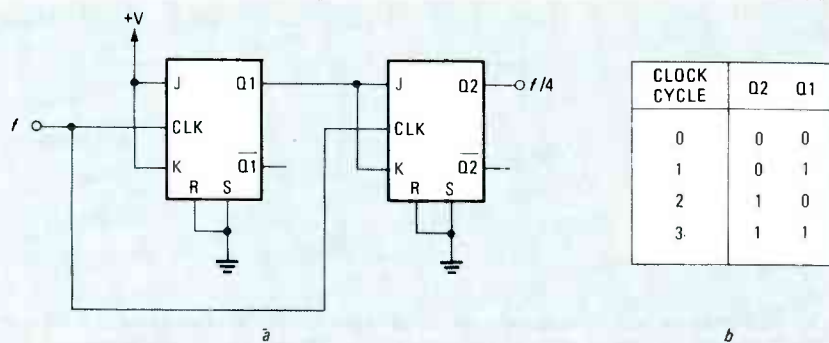 +V
J Q1
CLK
K Q1
R S
f
J Q2
CLK
K Q2
R S
f/4
a
CLOCK CYCLE Q2 Q1
0 0 0
1 0 1
2 1 0
3 1 1
b